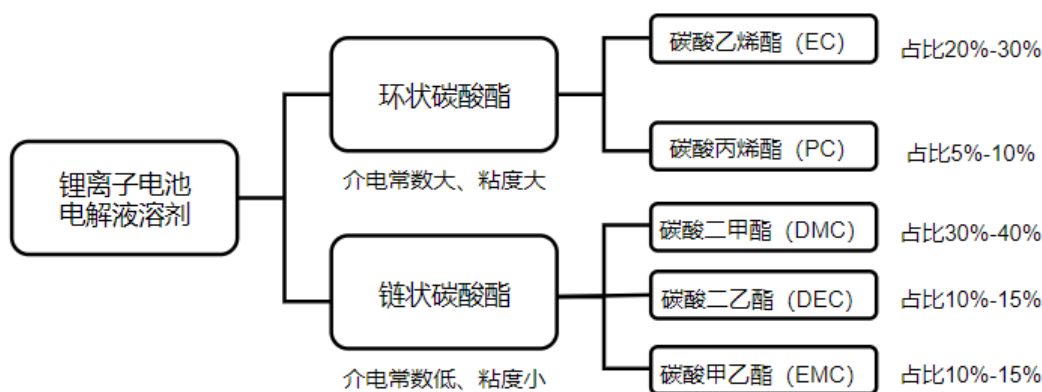 锂离子电池
电解液溶剂
环状碳酸酯
介电常数大、粘度大
碳酸乙烯酯（EC）
占比20%-30%
碳酸丙烯酯（PC）
占比5%-10%
链状碳酸酯
介电常数低、粘度小
碳酸二甲酯（DMC）
占比30%-40%
碳酸二乙酯（DEC）
占比10%-15%
碳酸甲乙酯（EMC）
占比10%-15%